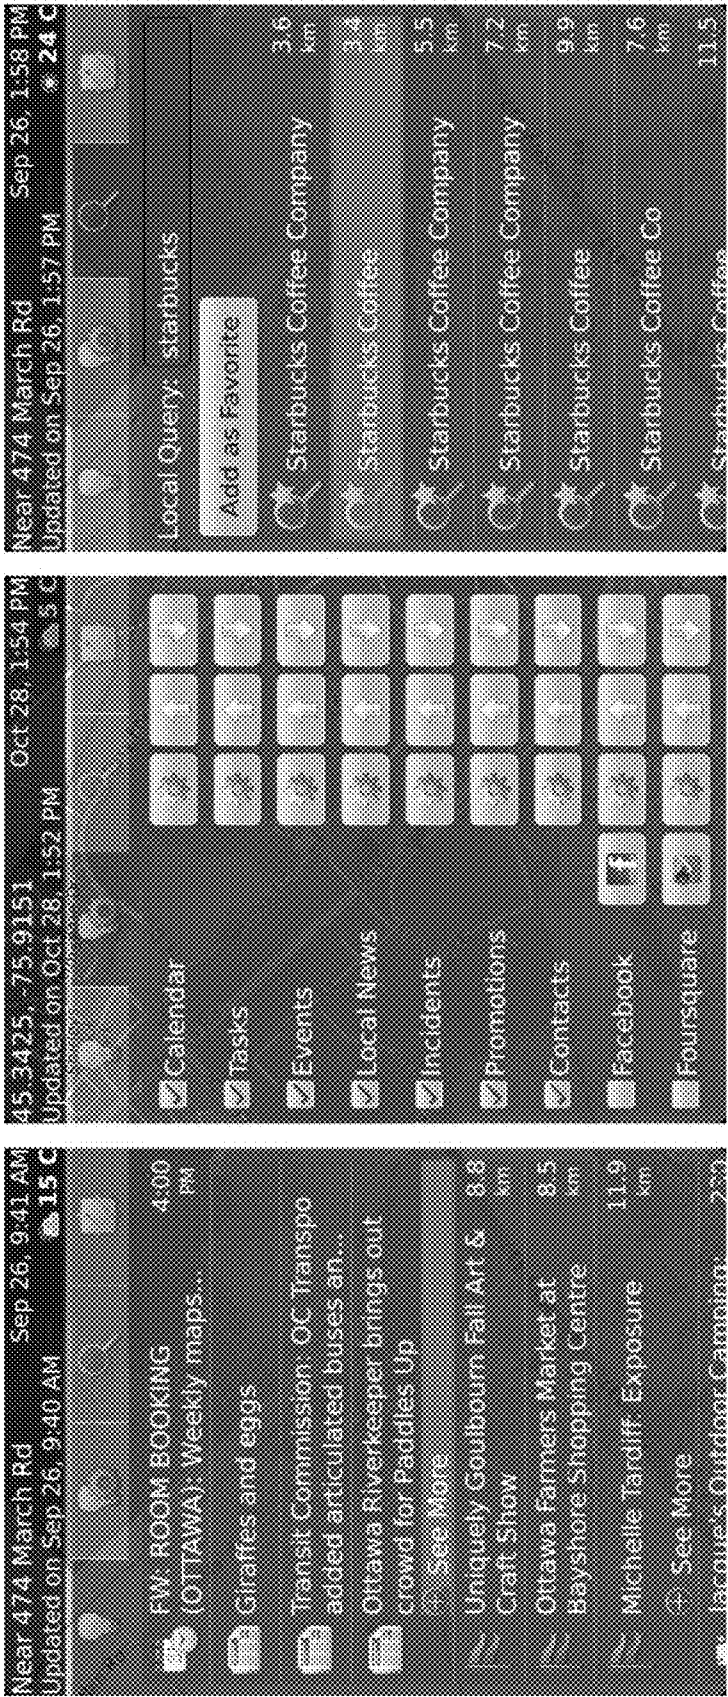 Near 474 March Rd Sep 26, 9:41 AM
Updated on Sep 26, 9:40 AM 15 C
FW: ROOM BOOKING 4:00
(OTTAWA): Weekly maps... PM
Giraffes and eggs
Transit Commission OC Transpo
added articulated buses an...
Ottawa Riverkeeper brings out
crowd for Paddles Up
See More
Uniquely Goulbourn Fall Art & 8.8
Craft Show km
Ottawa Farmers Market at 8.5
Bayshore Shopping Centre km
Michelle Tardiff: Exposure 11.9
km
See More
Outdoor
45.3425, -75.9151 Oct 28, 1:54 PM
Updated on Oct 28, 1:52 PM 5 C
Calendar
Tasks
Events
Local News
Incidents
Promotions
Contacts
Facebook f
Foursquare
Near 474 March Rd Sep 26, 1:58 PM
Updated on Sep 26, 1:57 PM 24 C
Local Query: starbucks
Add as Favorite
Starbucks Coffee Company 3.6
km
Starbucks Coffee 3.4
km
Starbucks Coffee Company 5.5
km
Starbucks Coffee Company 7.2
km
Starbucks Coffee 9.9
km
Starbucks Coffee Co 7.6
km
Starbucks Coffee 11.5